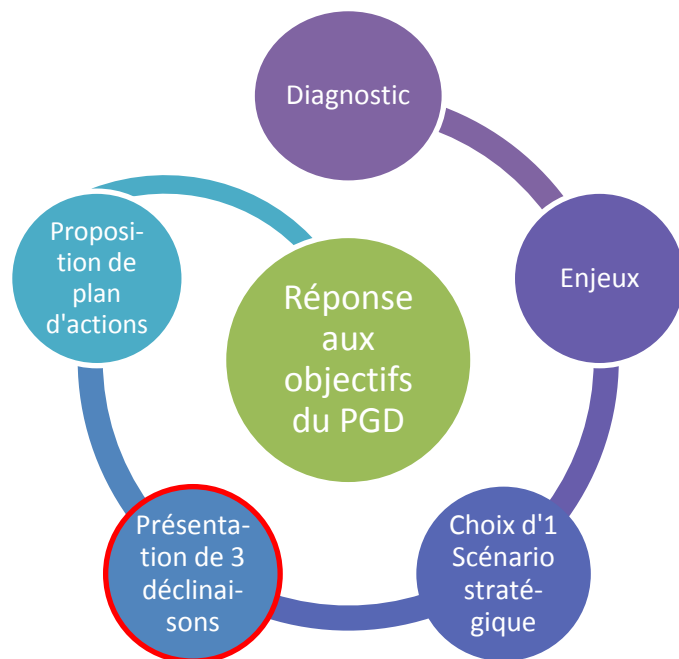 Diagnostic
Enjeux
Choix d'1
Scénario
straté-
gique
Présenta-
tion de 3
déclinai-
sons
Proposi-
tion de
plan
d'actions
Réponse
aux
objectifs
du PGD